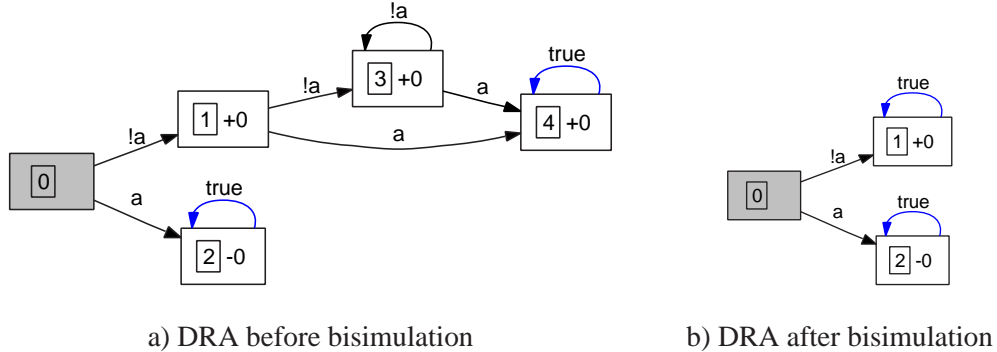 !a
true
3 +0
!a
a
true
1 +0
4 +0
true
!a
a
1 +0
0
true
!a
true
a
0
a
2 -0
2 -0
a) DRA before bisimulation
b) DRA after bisimulation